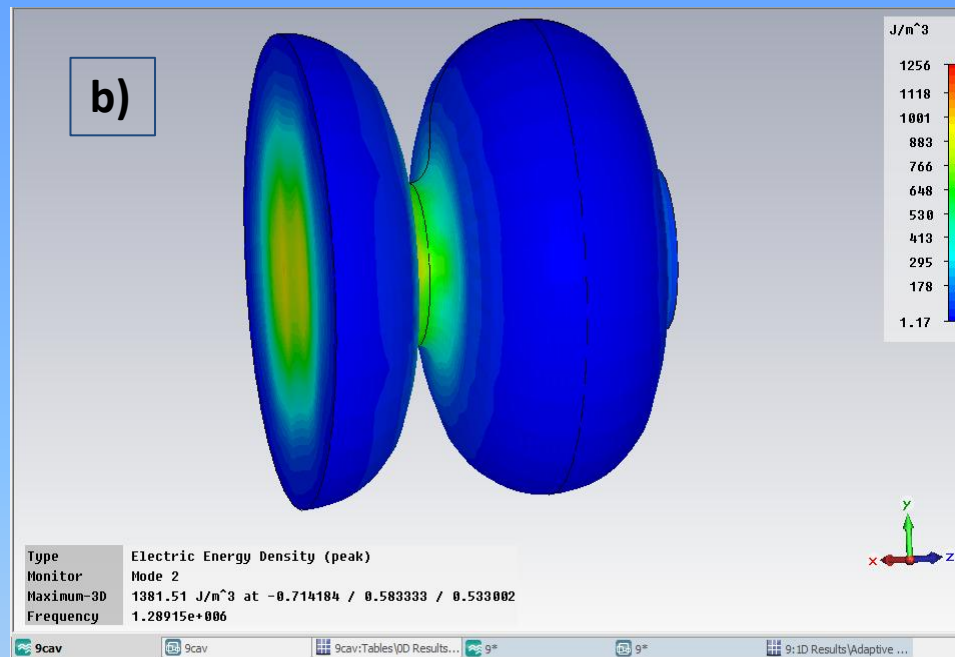 b)
J/m^3
1256
1118
1001
883
766
648
530
413
295
178
1.17
y
x
z
Type Electric Energy Density (peak)
Monitor Mode 2
Maximum-3D 1381.51 J/m^3 at -0.714184 / 0.583333 / 0.533002
Frequency 1.28915e+006
9cav 9cav 9cav:Tables\0D Results... 9* 9* 9:1D Results\Adaptive ...